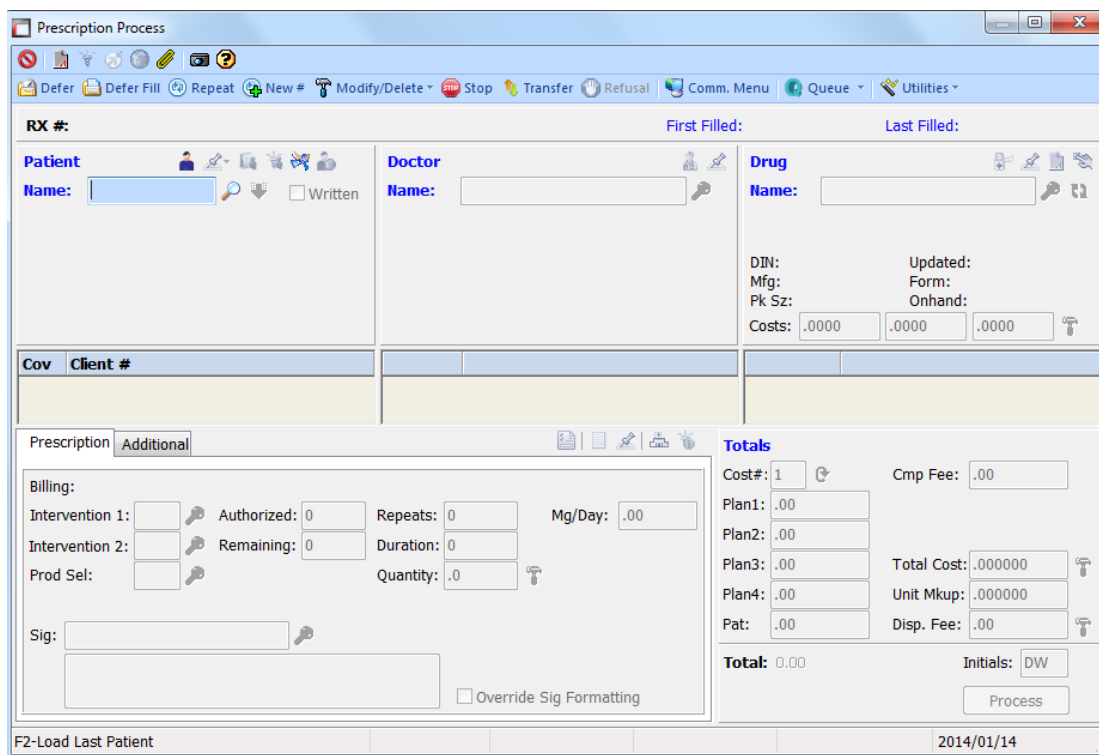 Prescription Process
Defer Defer Fill Repeat New # Modify/Delete STOP Stop Transfer Refusal Comm. Menu Queue Utilities
RX #: First Filled: Last Filled:
Patient Doctor Drug
Name: Written Name: Name:
DIN: Updated:
Mfg: Form:
Pk Sz: Onhand:
Costs: .0000 .0000 .0000
Cov Client #
Prescription Additional
Totals
Billing:
Cost#: 1 Cmp Fee: .00
Intervention 1: Authorized: 0 Repeats: 0 Mg/Day: .00
Plan1: .00
Intervention 2: Remaining: 0 Duration: 0
Plan2: .00
Prod Sel: Quantity: .0
Plan3: .00 Total Cost: .000000
Plan4: .00 Unit Mkup: .000000
Sig:
Pat: .00 Disp. Fee: .00
Total: 0.00 Initials: DW
Override Sig Formatting
Process
F2-Load Last Patient 2014/01/14